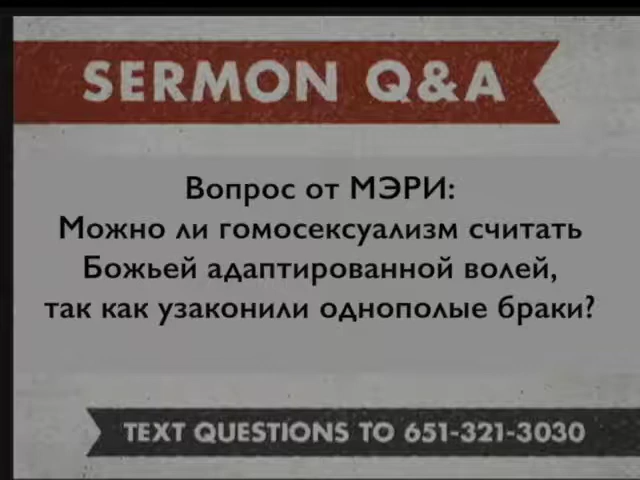 SERMON Q&A
Вопрос от МЭРИ:
Можно ли гомосексуализм считать
Божьей адаптированной волей,
так как узаконили однополые браки?
TEXT QUESTIONS TO 651-321-3030